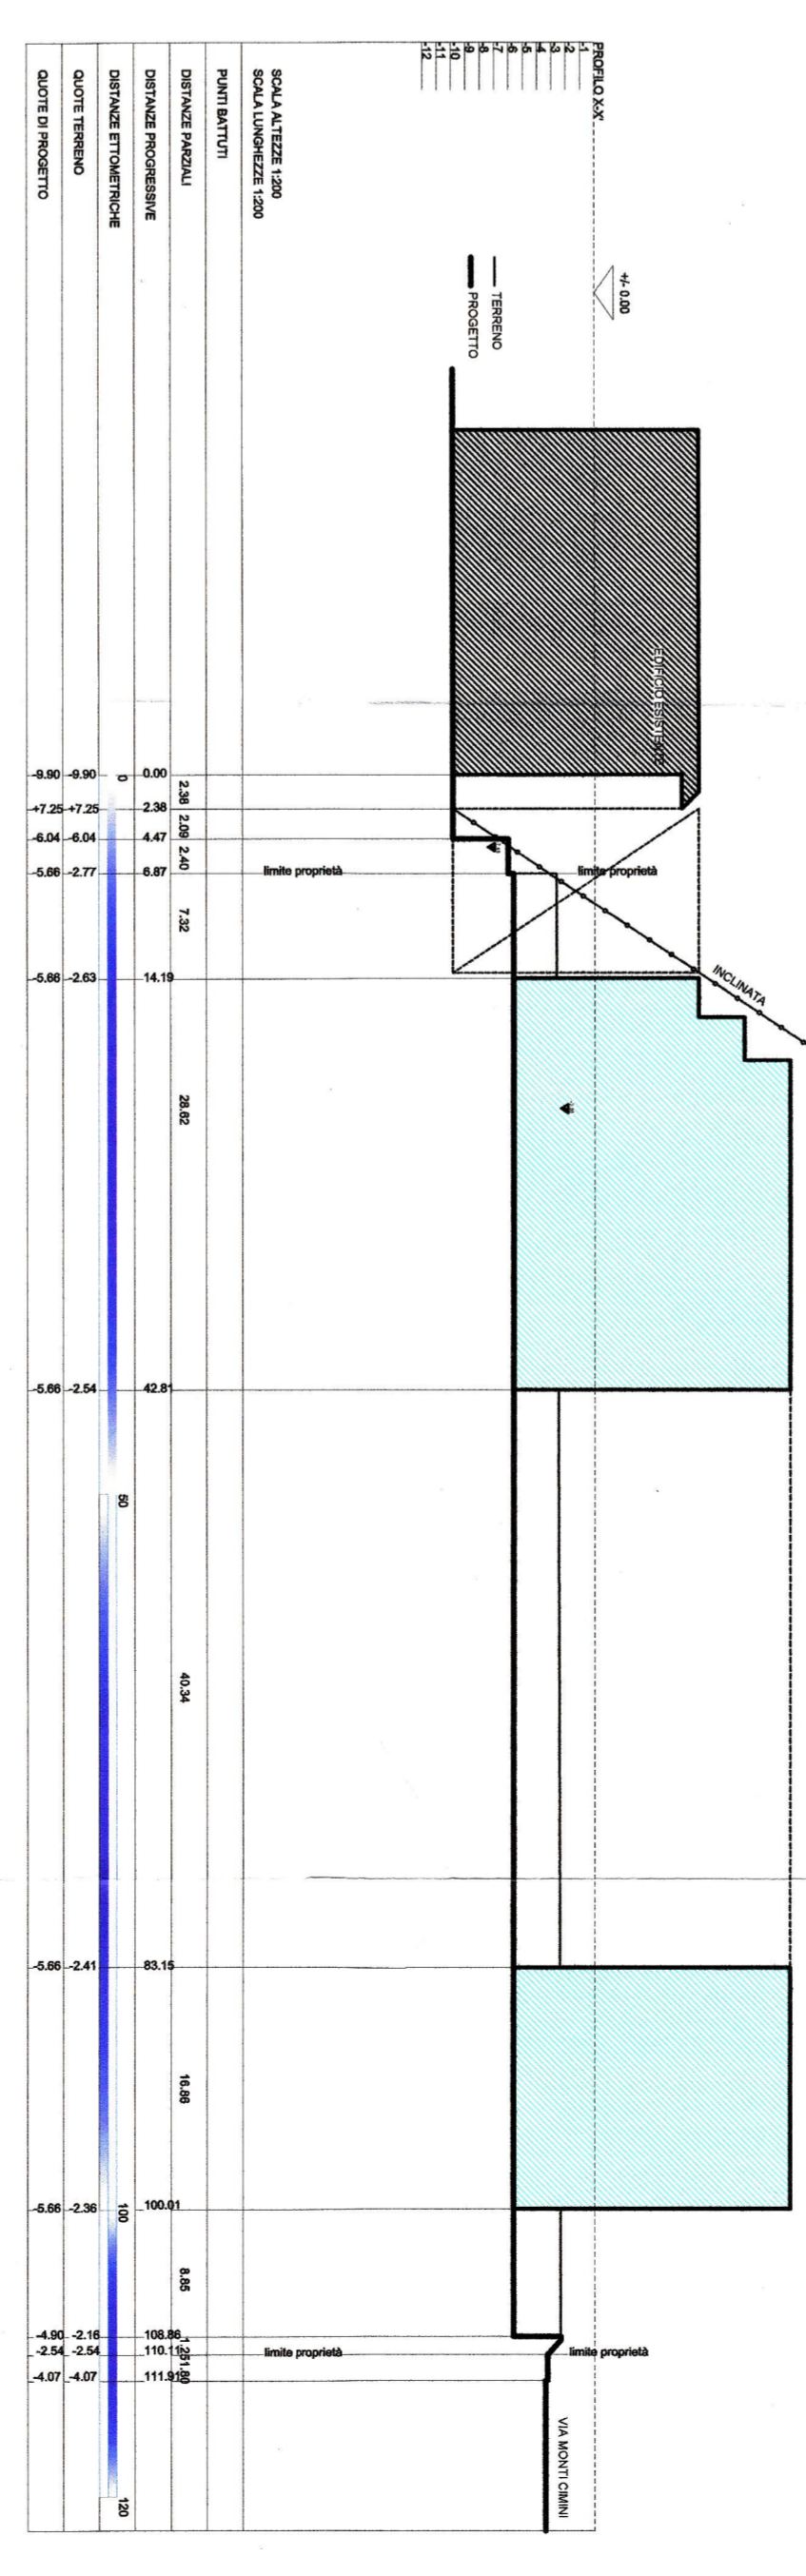 PROFILO X-X'
-1
-2
-3
-4
-5
-6
-7
-8
-9
-10
-11
-12
+/- 0.00
TERRENO
PROGETTO
EDIFICIO ESISTENTE
limite proprietà
INCLINATA
limite proprietà
limite proprietà
limite proprietà
VIA MONTI CIMINI
SCALA ALTEZZE 1:200
SCALA LUNGHEZZE 1:200
PUNTI BATTUTI
DISTANZE PARZIALI
2.38 2.09 2.40 7.32 28.62 40.34 16.86 8.85 1.25 1.80
DISTANZE PROGRESSIVE
0.00 2.38 4.47 6.87 14.19 42.81 83.15 100.01 108.86 110.11 111.91
DISTANZE ETTOMETRICHE
0 50 100 120
QUOTE TERRENO
-9.90 +7.25 -6.04 -2.77 -2.63 -2.54 -2.41 -2.36 -2.16 -2.54 -4.07
QUOTE DI PROGETTO
-9.90 +7.25 -6.04 -5.66 -5.66 -5.66 -5.66 -5.66 -4.90 -2.54 -4.07